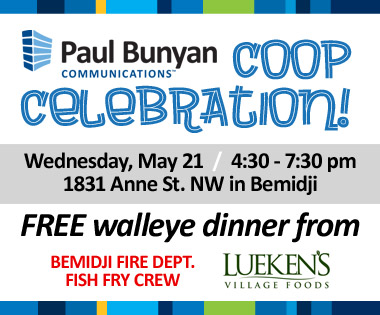 Paul Bunyan
COMMUNICATIONS™
COOP
CELEBRATION!
Wednesday, May 21 / 4:30 - 7:30 pm
1831 Anne St. NW in Bemidji
FREE walleye dinner from
BEMIDJI FIRE DEPT.
FISH FRY CREW
LUEKEN'S
VILLAGE FOODS